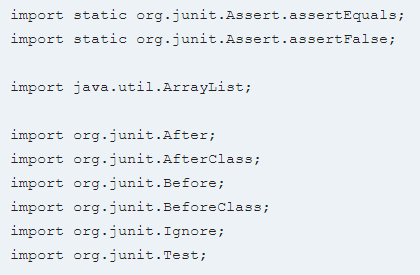 import static org.junit.Assert.assertEquals;
import static org.junit.Assert.assertFalse;
import java.util.ArrayList;
import org.junit.After;
import org.junit.AfterClass;
import org.junit.Before;
import org.junit.BeforeClass;
import org.junit.Ignore;
import org.junit.Test;